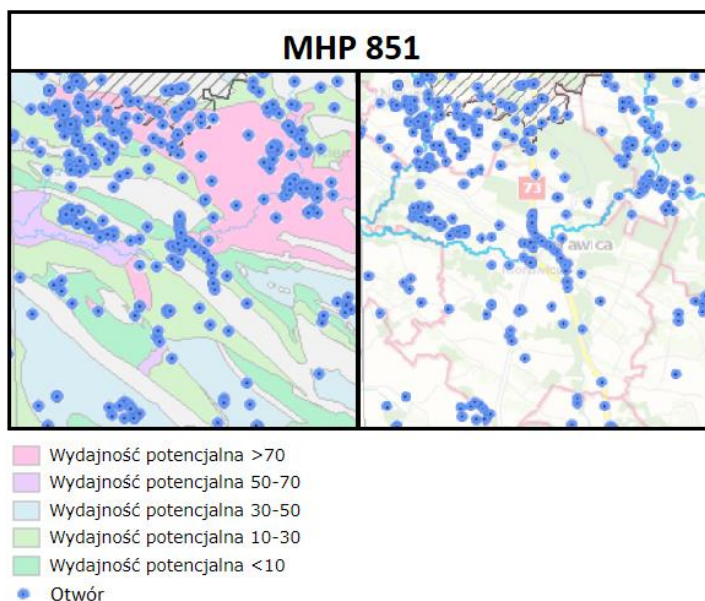 MHP 851
73
Wydajność potencjalna >70
Wydajność potencjalna 50-70
Wydajność potencjalna 30-50
Wydajność potencjalna 10-30
Wydajność potencjalna <10
Otwór